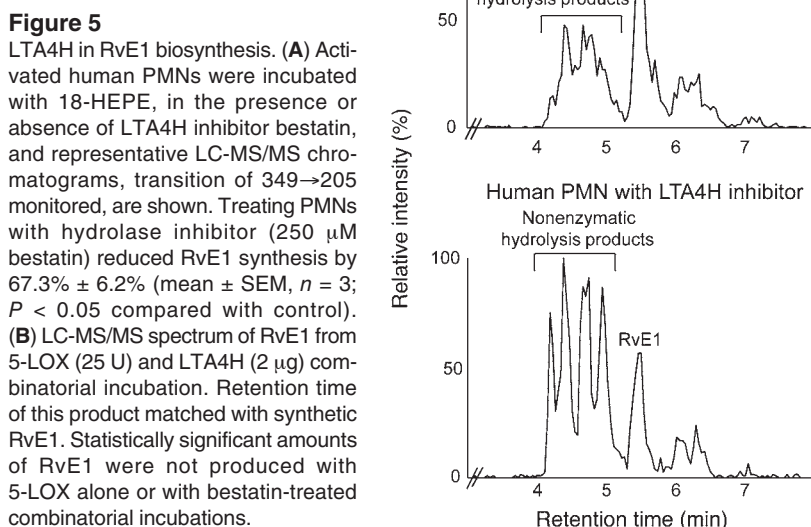 Figure 5
LTA4H in RvE1 biosynthesis. (A) Acti-
vated human PMNs were incubated
with 18-HEPE, in the presence or
absence of LTA4H inhibitor bestatin,
and representative LC-MS/MS chro-
matograms, transition of 349→205
monitored, are shown. Treating PMNs
with hydrolase inhibitor (250 μM
bestatin) reduced RvE1 synthesis by
67.3% ± 6.2% (mean ± SEM, n = 3;
P < 0.05 compared with control).
(B) LC-MS/MS spectrum of RvE1 from
5-LOX (25 U) and LTA4H (2 μg) com-
binatorial incubation. Retention time
of this product matched with synthetic
RvE1. Statistically significant amounts
of RvE1 were not produced with
5-LOX alone or with bestatin-treated
combinatorial incubations.
hydrolysis products
50
0
4 5 6 7
Relative intensity (%)
Human PMN with LTA4H inhibitor
Nonenzymatic
hydrolysis products
100
RvE1
50
0
4 5 6 7
Retention time (min)